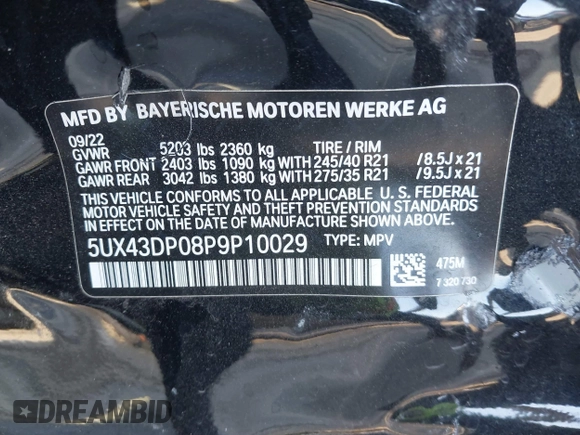 MFD BY BAYERISCHE MOTOREN WERKE AG
09/22
GVWR 5203 lbs 2360 kg TIRE / RIM
GAWR FRONT 2403 lbs 1090 kg WITH 245/40 R21 /8.5J x 21
GAWR REAR 3042 lbs 1380 kg WITH 275/35 R21 /9.5J x 21
THIS VEHICLE CONFORMS TO ALL APPLICABLE U. S. FEDERAL
MOTOR VEHICLE SAFETY AND THEFT PREVENTION STANDARDS
IN EFFECT ON THE DATE OF MANUFACTURE SHOWN ABOVE.
5UX43DP08P9P10029 TYPE: MPV
475M
7 320 730
DREAMBID